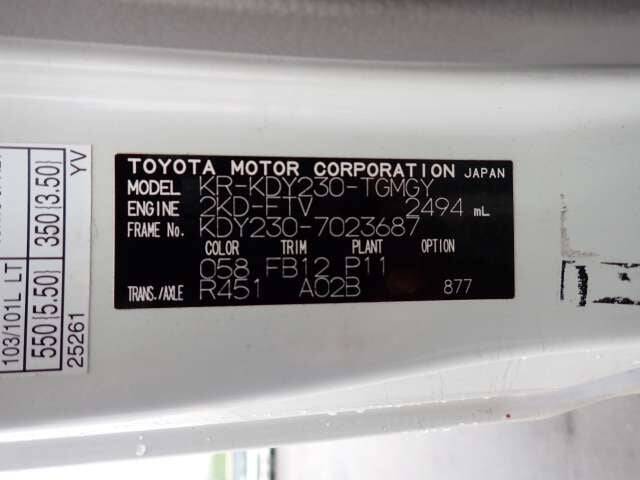 TOYOTA MOTOR CORPORATION JAPAN
MODEL KR-KDY230-TGMGY
ENGINE 2KD-FTV 2494 mL
FRAME No. KDY230-7023687
COLOR TRIM PLANT OPTION
058 FB12 P11
TRANS./AXLE R451 A02B 877
103/101L LT
550(5.50) 350(3.50)
25261 YV